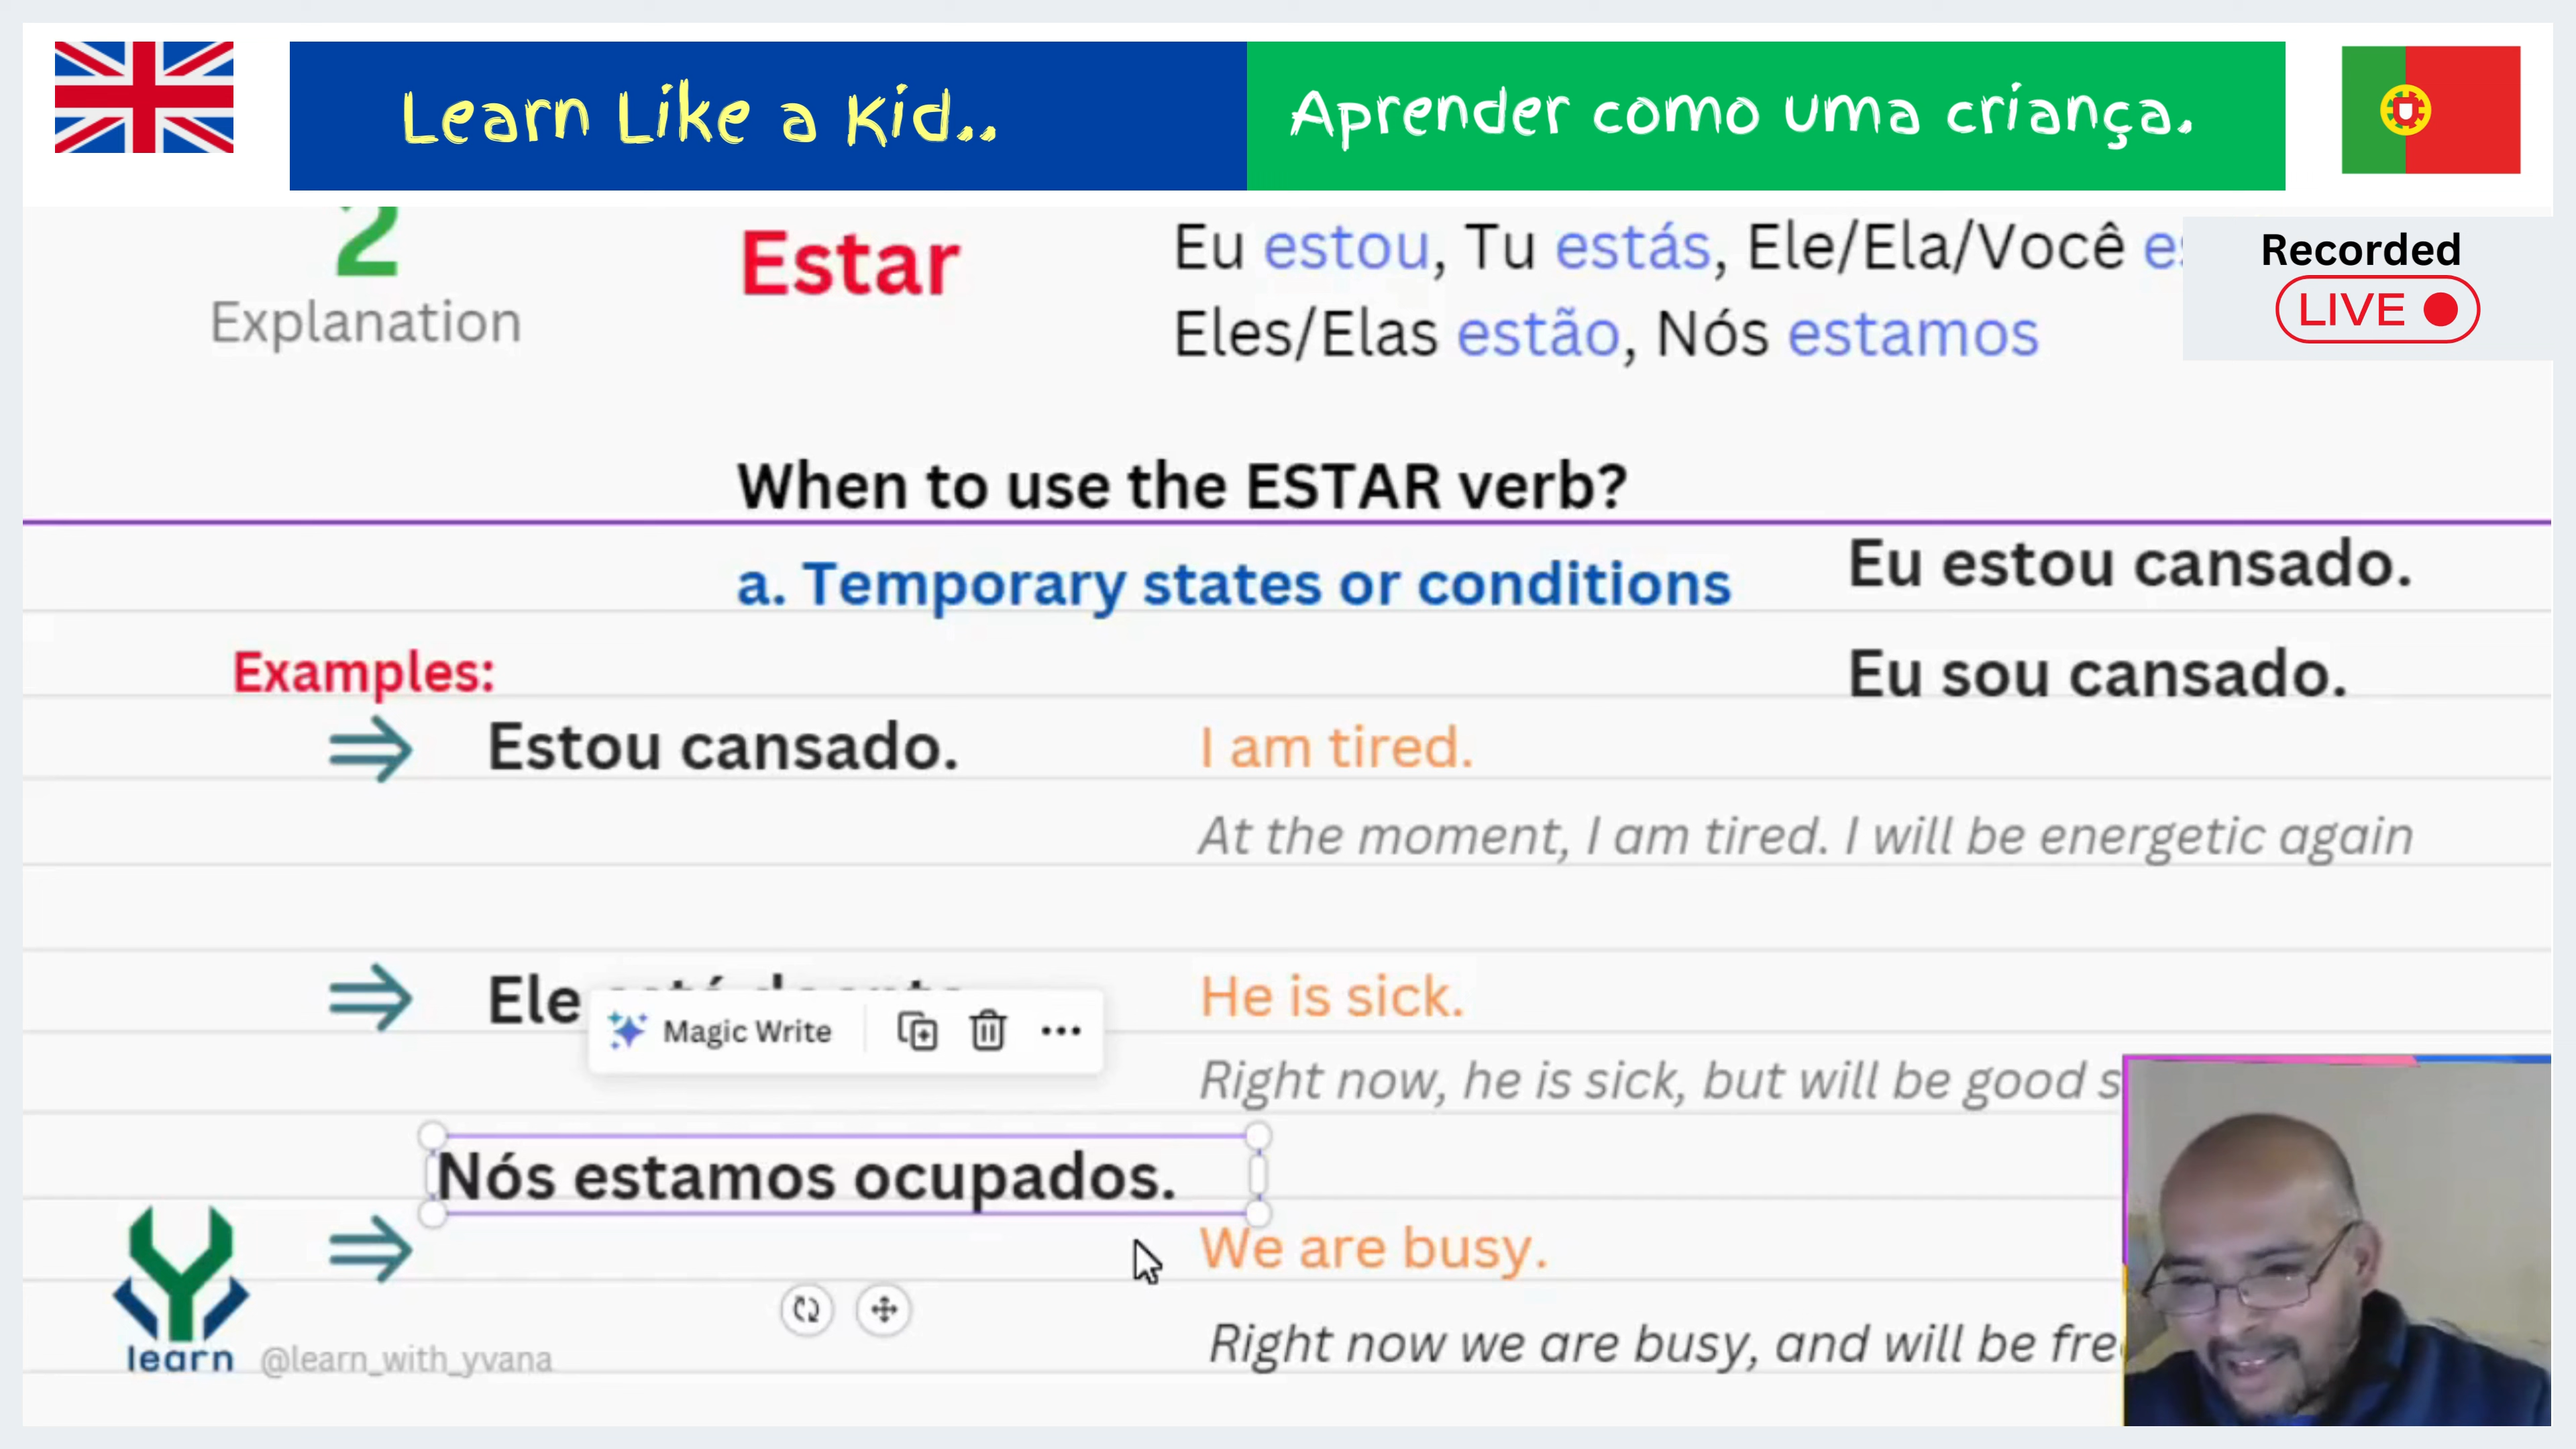 Learn Like a Kid..
Aprender como uma criança.
2
Explanation
Estar
Eu estou, Tu estás, Ele/Ela/Você
Eles/Elas estão, Nós estamos
Recorded
LIVE
When to use the ESTAR verb?
a. Temporary states or conditions
Eu estou cansado.
Examples:
Eu sou cansado.
Estou cansado.
I am tired.
At the moment, I am tired. I will be energetic again
Ele
He is sick.
Magic Write
Right now, he is sick, but will be good
Nós estamos ocupados.
We are busy.
Right now we are busy, and will be
learn
@learn_with_yvana